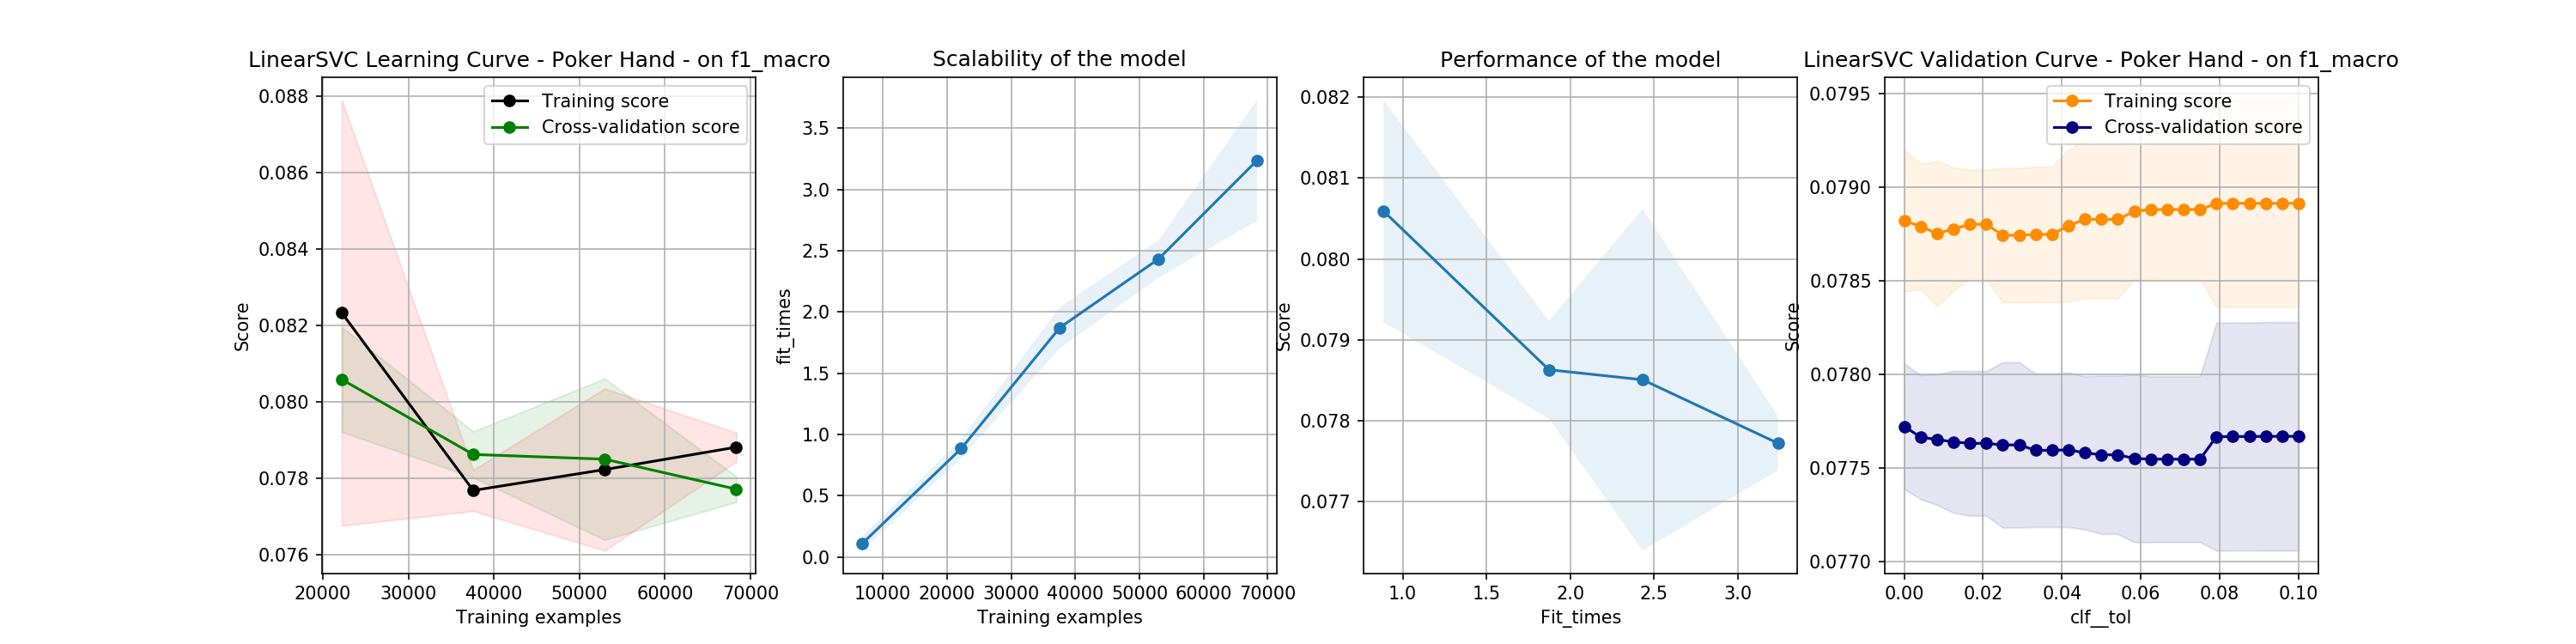 LinearSVC Learning Curve - Poker Hand - on f1_macro
Training score
Cross-validation score
0.088
0.086
0.084
0.082
0.080
0.078
0.076
Score
20000 30000 40000 50000 60000 70000
Training examples
Scalability of the model
3.5
3.0
2.5
2.0
1.5
1.0
0.5
0.0
fit_times
10000 20000 30000 40000 50000 60000 70000
Training examples
Performance of the model
0.082
0.081
0.080
0.079
0.078
0.077
Score
1.0 1.5 2.0 2.5 3.0
Fit_times
LinearSVC Validation Curve - Poker Hand - on f1_macro
Training score
Cross-validation score
0.0795
0.0790
0.0785
0.0780
0.0775
0.0770
Score
0.00 0.02 0.04 0.06 0.08 0.10
clf__tol